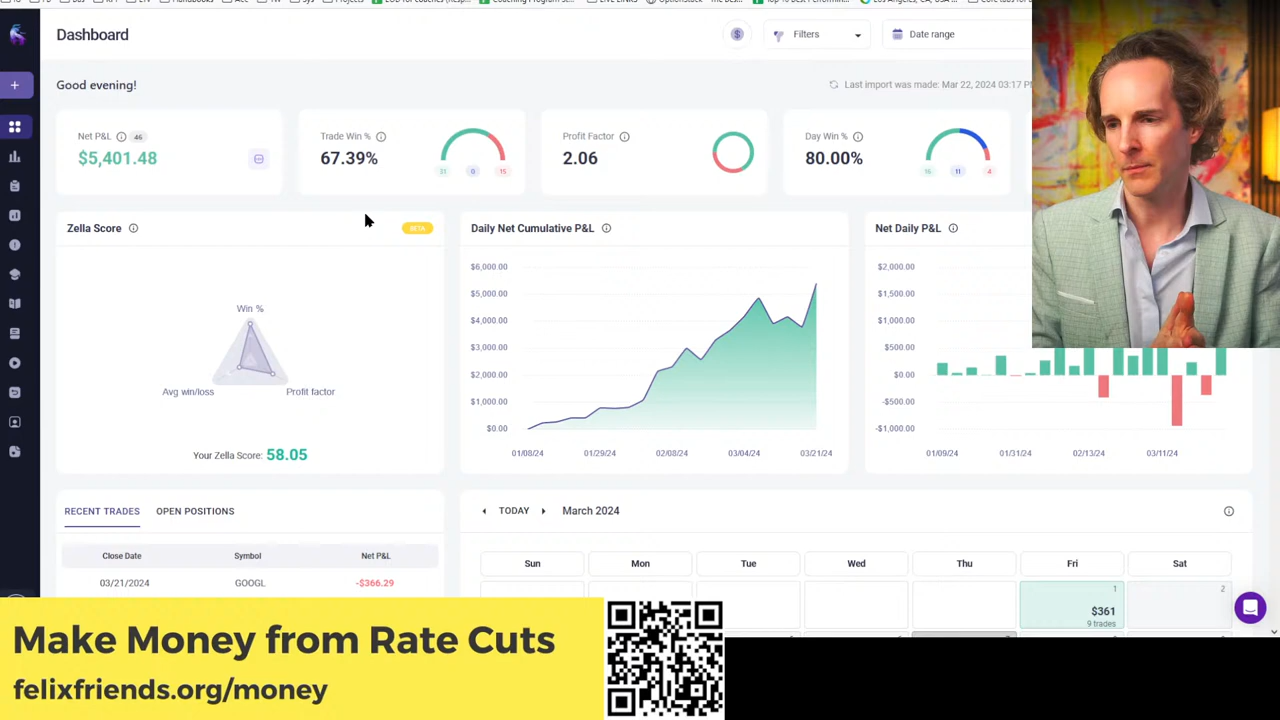 Dashboard
Filters
Date range
Good evening!
Last import was made: Mar 22, 2024 03:17 PM
Net P&L 46
$5,401.48
Trade Win %
67.39%
31 0 15
Profit Factor
2.06
Day Win %
80.00%
16 11 4
Zella Score
BETA
Win %
Avg win/loss
Profit factor
Your Zella Score: 58.05
Daily Net Cumulative P&L
$6,000.00
$5,000.00
$4,000.00
$3,000.00
$2,000.00
$1,000.00
$0.00
01/08/24 01/29/24 02/08/24 03/04/24 03/21/24
Net Daily P&L
$2,000.00
$1,500.00
$1,000.00
$500.00
$0.00
-$500.00
-$1,000.00
01/09/24 01/31/24 02/13/24 03/11/24
RECENT TRADES OPEN POSITIONS
Close Date Symbol Net P&L
03/21/2024 GOOGL -$366.29
TODAY March 2024
Sun Mon Tue Wed Thu Fri Sat
1 2
$361
9 trades
Make Money from Rate Cuts
felixfriends.org/money